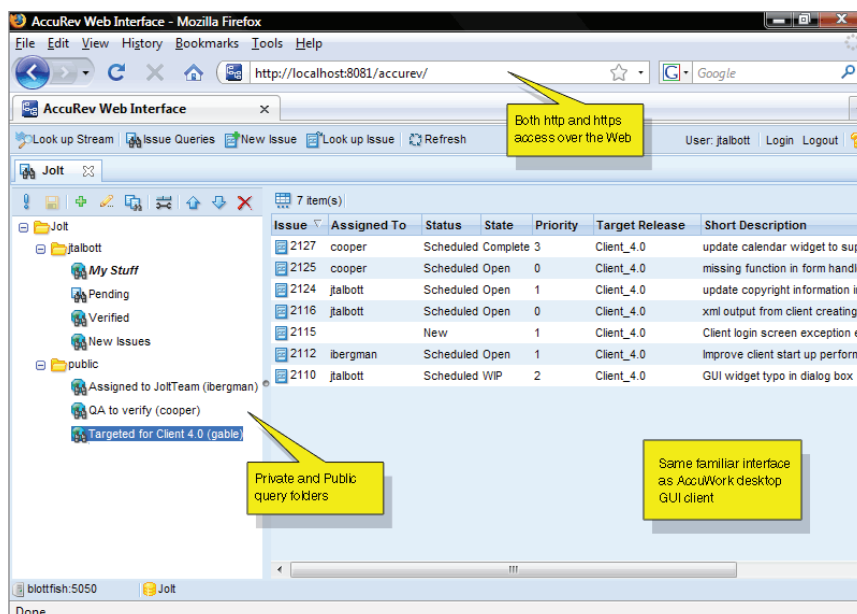 AccuRev Web Interface - Mozilla Firefox
File Edit View History Bookmarks Tools Help
http://localhost:8081/accurev/
G
Google
AccuRev Web Interface
Both http and https
access over the Web
Look up Stream Issue Queries New Issue Look up Issue Refresh
User: jtalbott Login Logout
Jolt
7 item(s)
Issue Assigned To Status State Priority Target Release Short Description
2127 cooper Scheduled Complete 3 Client_4.0 update calendar widget to sup
2125 cooper Scheduled Open 0 Client_4.0 missing function in form handl
2124 jtalbott Scheduled Open 1 Client_4.0 update copyright information i
2116 jtalbott Scheduled Open 0 Client_4.0 xml output from client creating
2115 New 1 Client_4.0 Client login screen exception e
2112 ibergman Scheduled Open 1 Client_4.0 Improve client start up perform
2110 jtalbott Scheduled WIP 2 Client_4.0 GUI widget typo in dialog box
Jolt
jtalbott
My Stuff
Pending
Verified
New Issues
public
Assigned to JoltTeam (ibergman)
QA to verify (cooper)
Targeted for Client 4.0 (gable)
Private and Public
query folders
Same familiar interface
as AccuWork desktop
GUI client
blottfish:5050 Jolt
Done